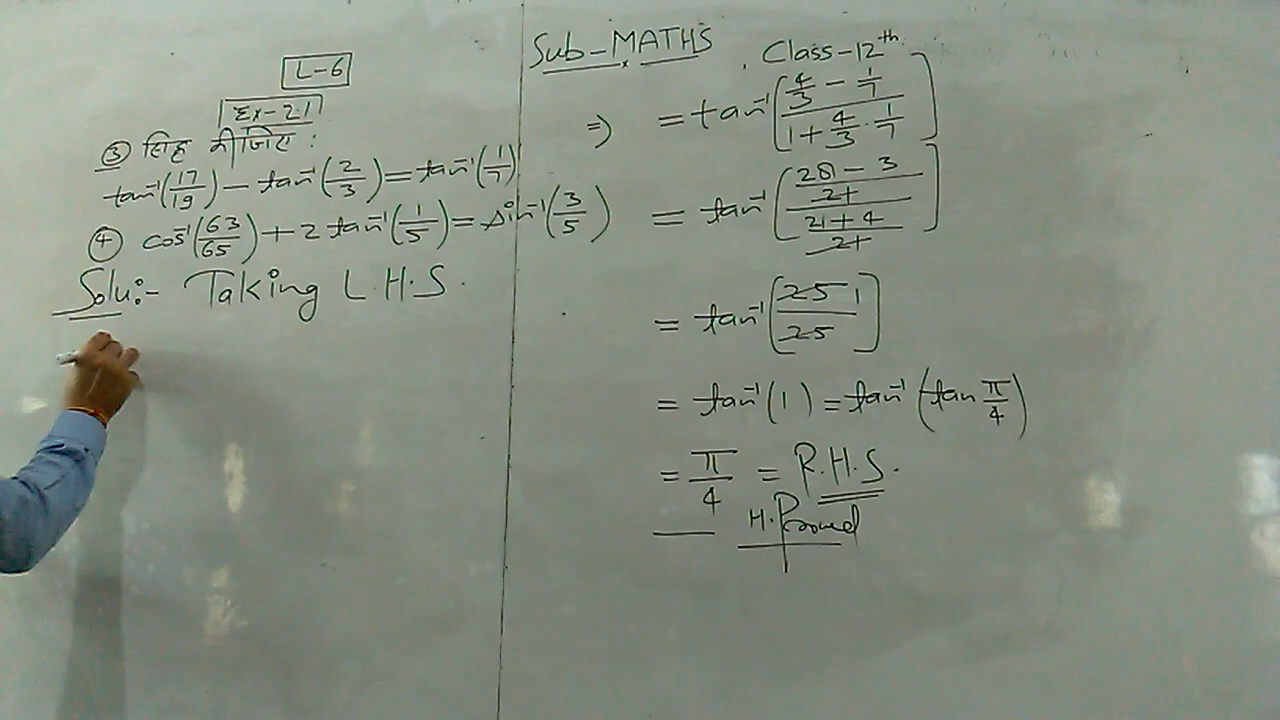 Sub-MATHS, Class-12th
L-6
Ex-2.1
③ सिद्ध कीजिए :
tan⁻¹(17/19) - tan⁻¹(2/3) = tan⁻¹(1/7)
④ cos⁻¹(63/65) + 2 tan⁻¹(1/5) = sin⁻¹(3/5)
Solu:- Taking L.H.S.
⇒ = tan⁻¹[(4/3 - 1/7)/(1 + 4/3 · 1/7)]
= tan⁻¹[((28 - 3)/21)/((21 + 4)/21)]
= tan⁻¹[25/25] 1
= tan⁻¹(1) = tan⁻¹(tan π/4)
= π/4 = R.H.S.
H. Proved